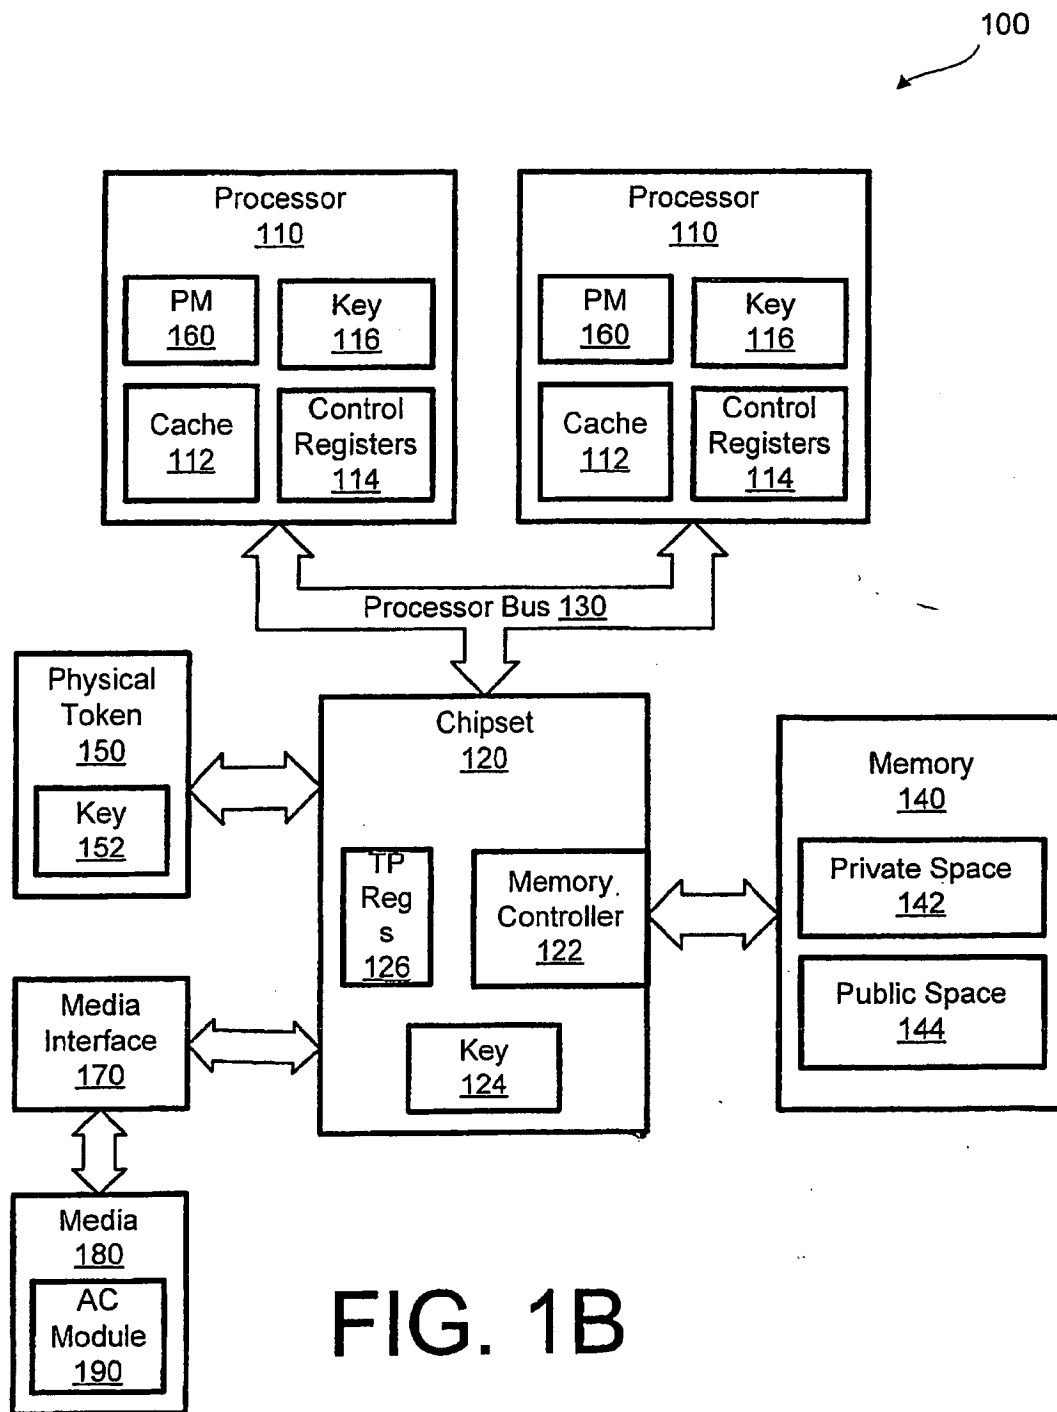 100
Processor
110
PM
160
Key
116
Cache
112
Control
Registers
114
Processor
110
PM
160
Key
116
Cache
112
Control
Registers
114
Processor Bus 130
Physical
Token
150
Key
152
Chipset
120
TP
Reg
s
126
Memory
Controller
122
Key
124
Memory
140
Private Space
142
Public Space
144
Media
Interface
170
Media
180
AC
Module
190
FIG. 1B